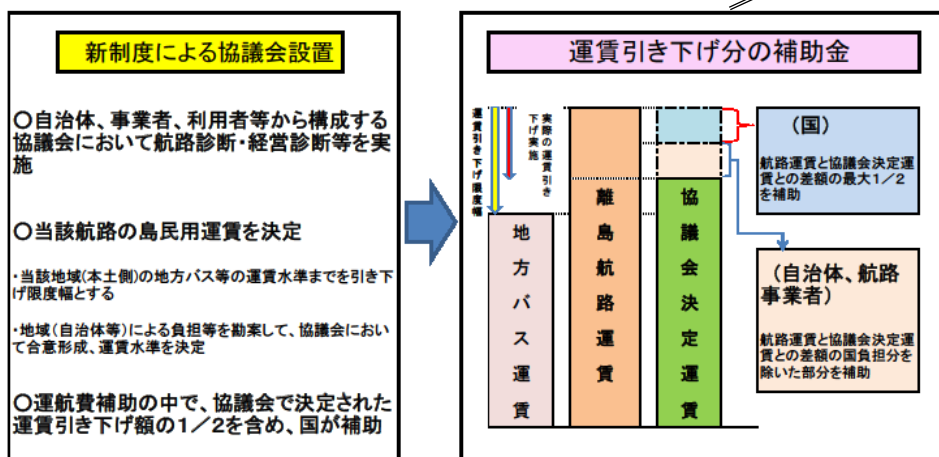 新制度による協議会設置
○自治体、事業者、利用者等から構成する
協議会において航路診断・経営診断等を実
施
○当該航路の島民用運賃を決定
・当該地域(本土側)の地方バス等の運賃水準までを引き下
げ限度幅とする
・地域(自治体等)による負担等を勘案して、協議会におい
て合意形成、運賃水準を決定
○運航費補助の中で、協議会で決定された
運賃引き下げ額の1/2を含め、国が補助
運賃引き下げ分の補助金
運賃引き下げ限度幅
実際の運賃引き
下げ実施
地方バス運賃
離島航路運賃
協議会決定運賃
(国)
航路運賃と協議会決定運
賃との差額の最大1/2
を補助
(自治体、航路
事業者)
航路運賃と協議会決定運
賃との差額の国負担分を
除いた部分を補助